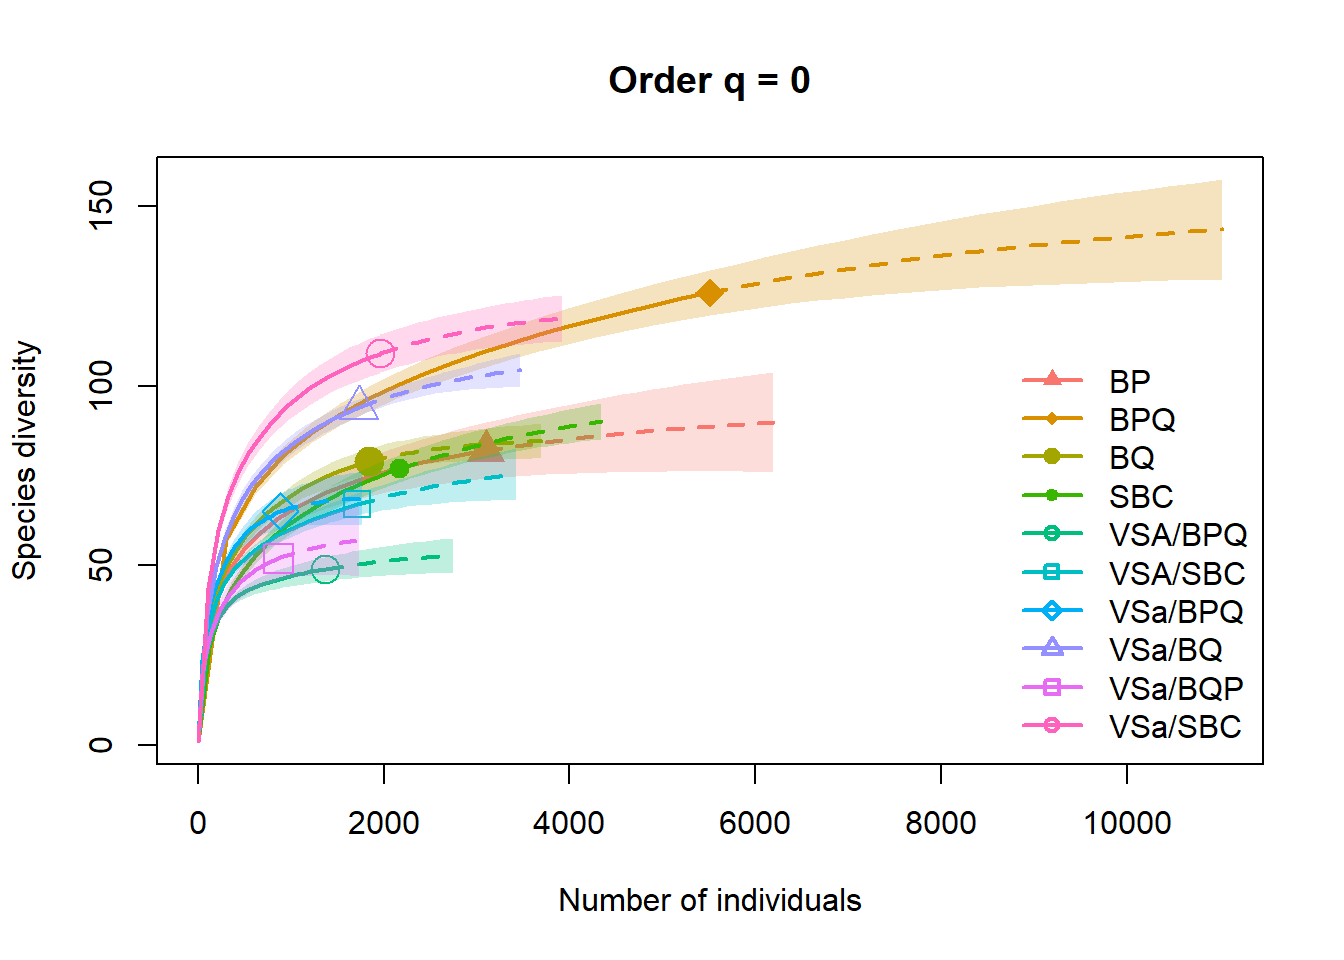 Order q = 0
Species diversity
150
100
50
0
0 2000 4000 6000 8000 10000
Number of individuals
BP
BPQ
BQ
SBC
VSA/BPQ
VSA/SBC
VSa/BPQ
VSa/BQ
VSa/BQP
VSa/SBC